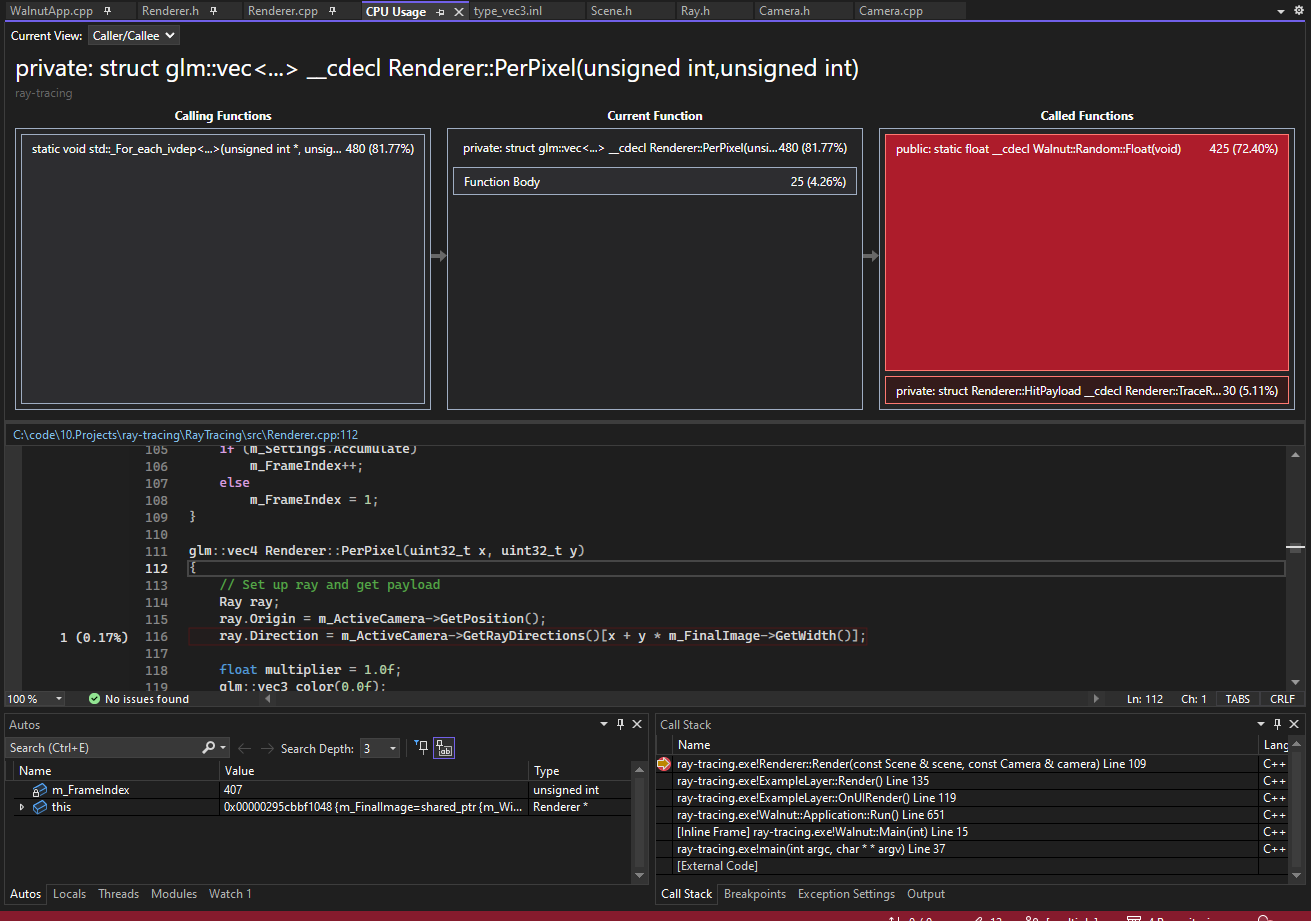 WalnutApp.cpp Renderer.h Renderer.cpp CPU Usage type_vec3.inl Scene.h Ray.h Camera.h Camera.cpp
Current View: Caller/Callee
private: struct glm::vec<...> __cdecl Renderer::PerPixel(unsigned int,unsigned int)
ray-tracing
Calling Functions Current Function Called Functions
static void std::_For_each_ivdep<...>(unsigned int *, unsig... 480 (81.77%)
private: struct glm::vec<...> __cdecl Renderer::PerPixel(unsi...480 (81.77%)
Function Body 25 (4.26%)
public: static float __cdecl Walnut::Random::Float(void) 425 (72.40%)
private: struct Renderer::HitPayload __cdecl Renderer::TraceR...30 (5.11%)
C:\code\10.Projects\ray-tracing\RayTracing\src\Renderer.cpp:112
105 if (m_Settings.Accumulate)
106 m_FrameIndex++;
107 else
108 m_FrameIndex = 1;
109 }
110
111 glm::vec4 Renderer::PerPixel(uint32_t x, uint32_t y)
112 {
113 // Set up ray and get payload
114 Ray ray;
115 ray.Origin = m_ActiveCamera->GetPosition();
1 (0.17%) 116 ray.Direction = m_ActiveCamera->GetRayDirections()[x + y * m_FinalImage->GetWidth()];
117
118 float multiplier = 1.0f;
119 glm::vec3 color(0.0f);
100 % No issues found Ln: 112 Ch: 1 TABS CRLF
Autos
Search (Ctrl+E) Search Depth: 3
Name Value Type
m_FrameIndex 407 unsigned int
this 0x00000295cbbf1048 {m_FinalImage=shared_ptr {m_Wi... Renderer *
Autos Locals Threads Modules Watch 1
Call Stack
Name Lang
ray-tracing.exe!Renderer::Render(const Scene & scene, const Camera & camera) Line 109 C++
ray-tracing.exe!ExampleLayer::Render() Line 135 C++
ray-tracing.exe!ExampleLayer::OnUIRender() Line 119 C++
ray-tracing.exe!Walnut::Application::Run() Line 651 C++
[Inline Frame] ray-tracing.exe!Walnut::Main(int) Line 15 C++
ray-tracing.exe!main(int argc, char * * argv) Line 37 C++
[External Code]
Call Stack Breakpoints Exception Settings Output